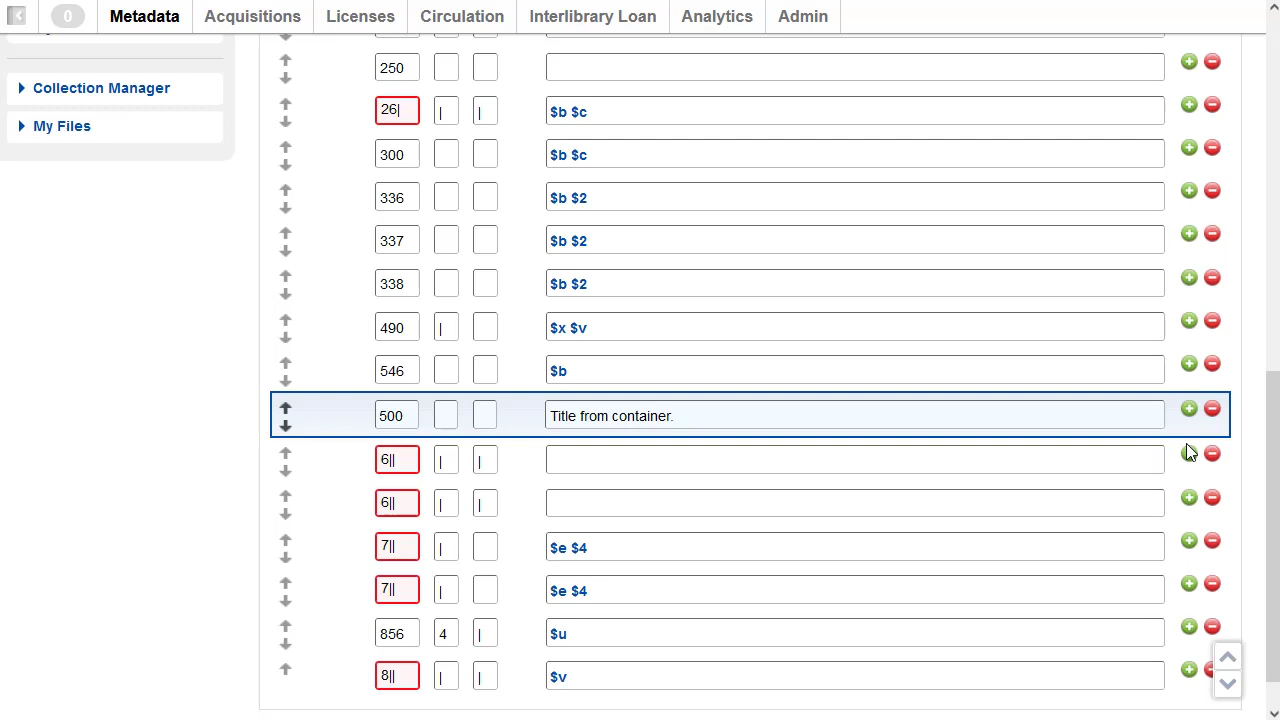 0 Metadata Acquisitions Licenses Circulation Interlibrary Loan Analytics Admin
Collection Manager
My Files
250
26| | | $b $c
300 $b $c
336 $b $2
337 $b $2
338 $b $2
490 | $x $v
546 $b
500 Title from container.
6|| | |
6|| | |
7|| | $e $4
7|| | $e $4
856 4 | $u
8|| | | $v